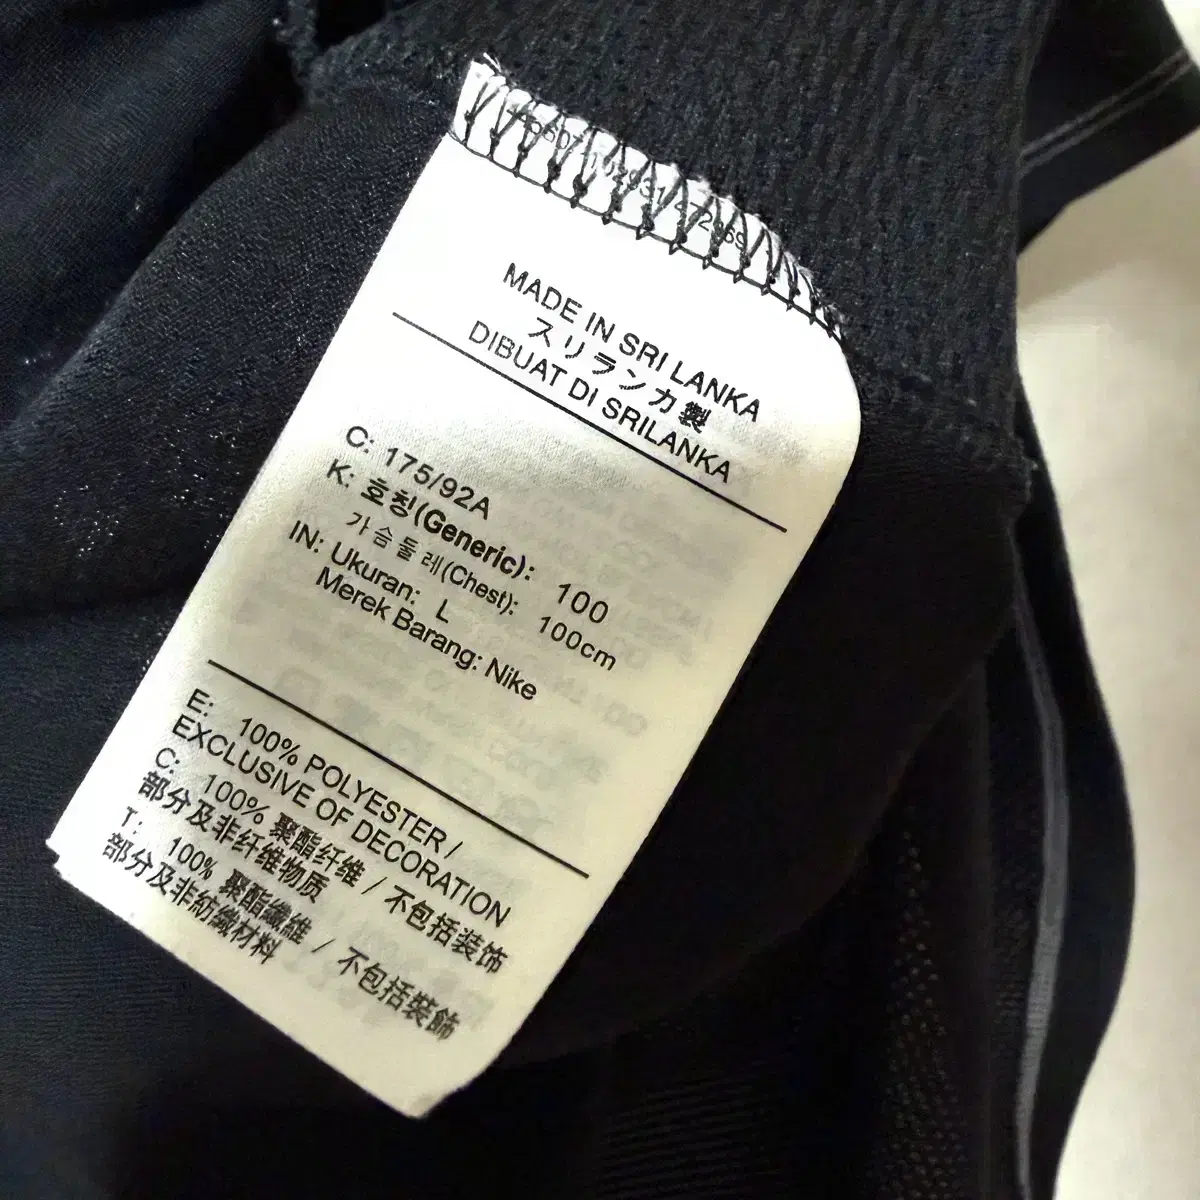 MADE IN SRI LANKA
スリランカ製
DIBUAT DI SRILANKA
C: 175/92A
K: 호칭(Generic): 100
가슴둘레(Chest): 100cm
IN: Ukuran: L
Merek Barang: Nike
E: 100% POLYESTER /
EXCLUSIVE OF DECORATION
C: 100% 聚酯纤维 / 不包括装饰
部分及非纤维物质
T: 100% 聚酯纖維 / 不包括裝飾
部分及非紡織材料